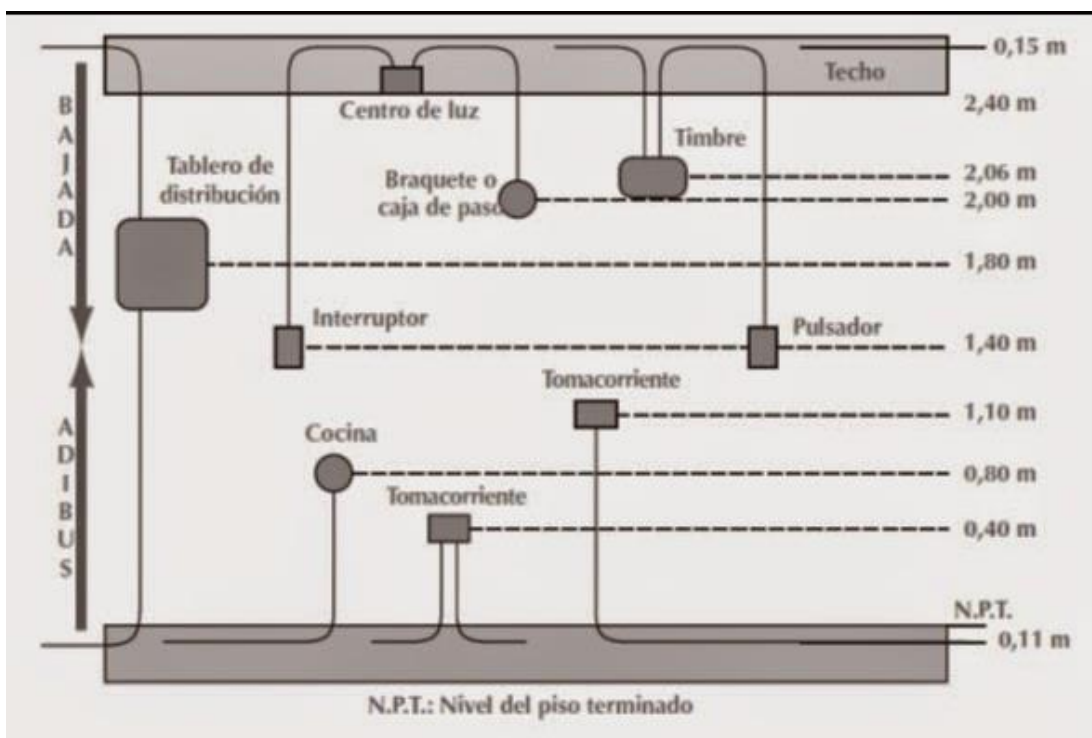 0,15 m
Techo
2,40 m
Centro de luz
Timbre
Tablero de
distribución
Braquete o
caja de paso
2,06 m
2,00 m
BAJADA
1,80 m
Interruptor
Pulsador
1,40 m
Tomacorriente
1,10 m
Cocina
0,80 m
Tomacorriente
0,40 m
ADIBUS
N.P.T.
0,11 m
N.P.T.: Nivel del piso terminado